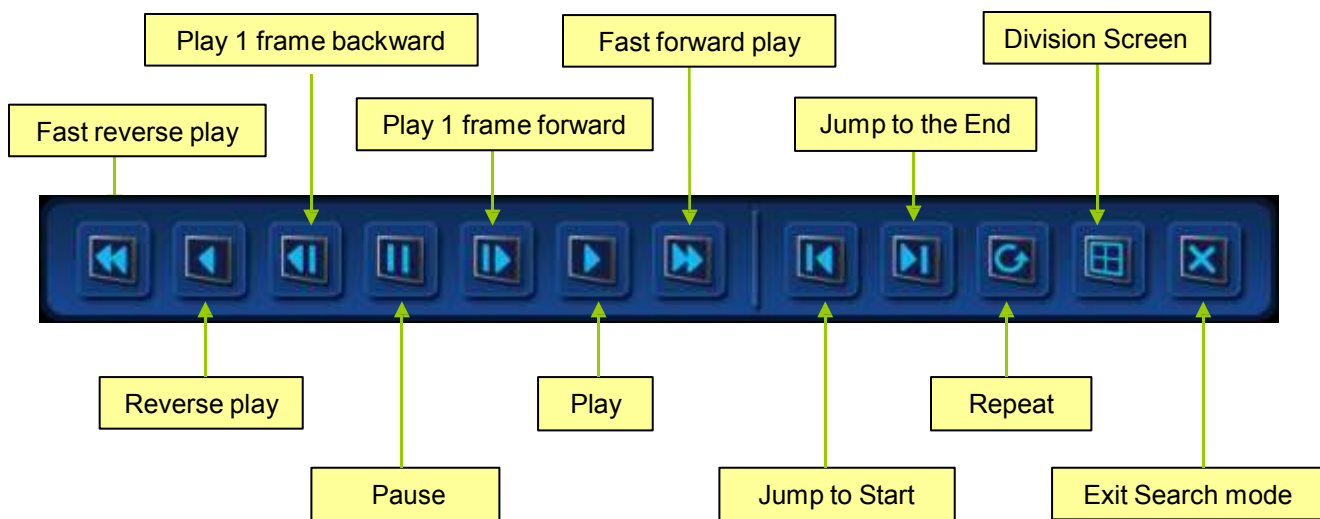 Play 1 frame backward
Fast forward play
Division Screen
Fast reverse play
Play 1 frame forward
Jump to the End
Reverse play
Play
Repeat
Pause
Jump to Start
Exit Search mode